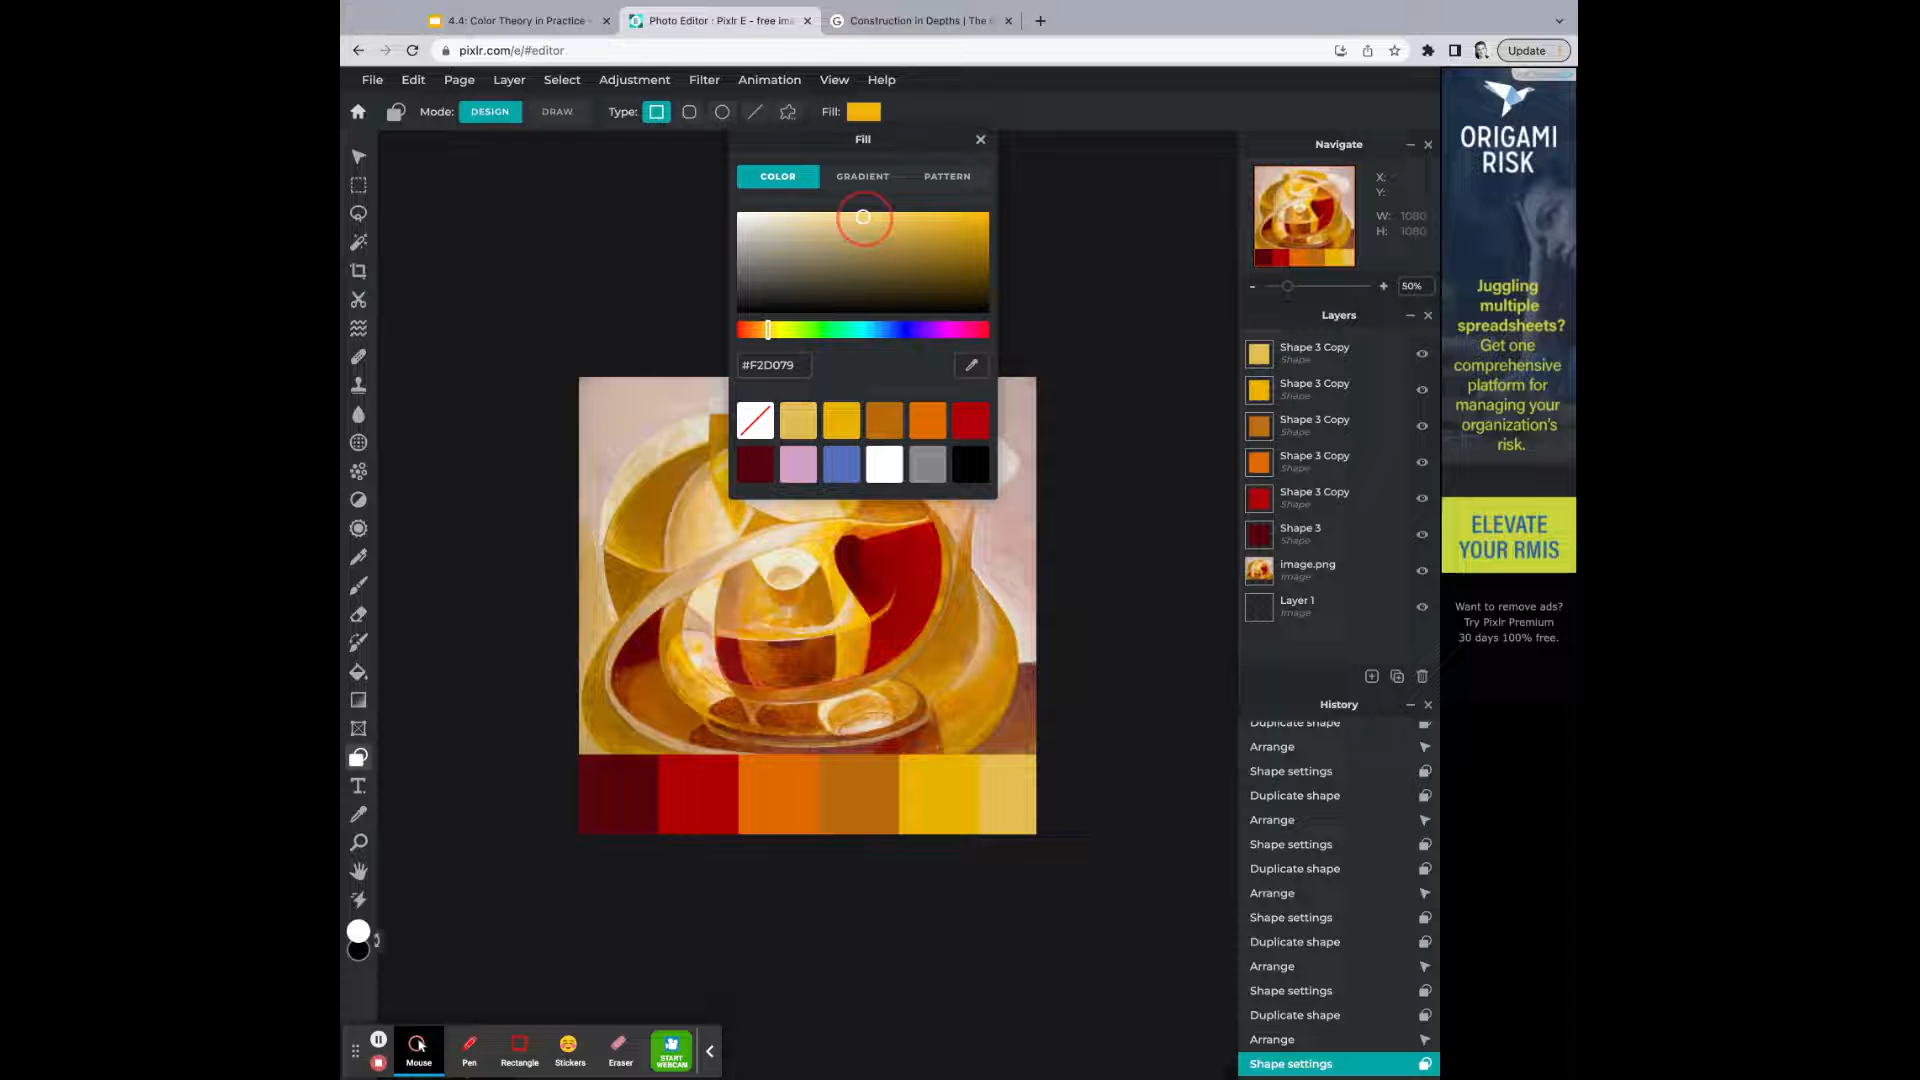 4.4: Color Theory in Practice
Photo Editor : Pixlr E - free ima
Construction in Depths | The
pixlr.com/e/#editor
Update
File Edit Page Layer Select Adjustment Filter Animation View Help
Mode: DESIGN DRAW Type: Fill:
Fill
COLOR GRADIENT PATTERN
#F2D079
Navigate
X:
Y:
W: 1080
H: 1080
- + 50%
Layers
Shape 3 Copy
Shape
Shape 3 Copy
Shape
Shape 3 Copy
Shape
Shape 3 Copy
Shape
Shape 3 Copy
Shape
Shape 3
Shape
image.png
Image
Layer 1
Image
History
Duplicate shape
Arrange
Shape settings
Duplicate shape
Arrange
Shape settings
Duplicate shape
Arrange
Shape settings
Duplicate shape
Arrange
Shape settings
Duplicate shape
Arrange
Shape settings
ORIGAMI
RISK
Juggling
multiple
spreadsheets?
Get one
comprehensive
platform for
managing your
organization's
risk.
ELEVATE
YOUR RMIS
Want to remove ads?
Try Pixlr Premium
30 days 100% free.
Mouse Pen Rectangle Stickers Eraser
START
WEBCAM